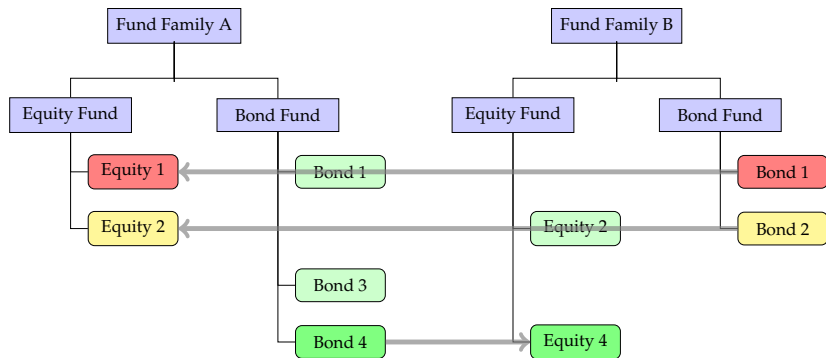 Fund Family A
Fund Family B
Equity Fund
Bond Fund
Equity Fund
Bond Fund
Equity 1
Bond 1
Bond 1
Equity 2
Equity 2
Bond 2
Bond 3
Bond 4
Equity 4